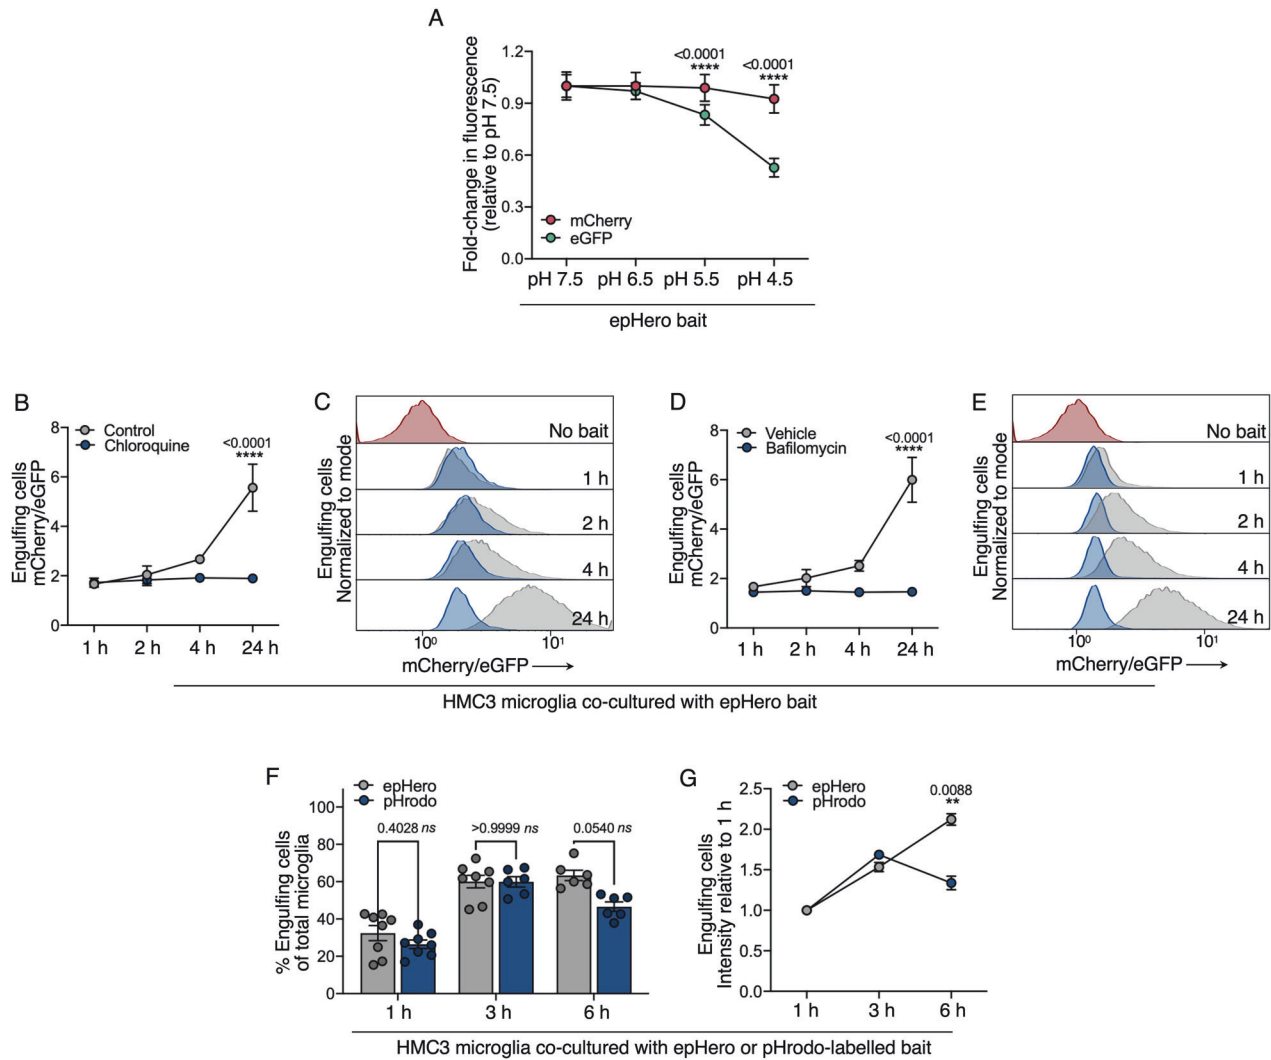 A
Fold-change in fluorescence
(relative to pH 7.5)
1.2
0.9
0.6
0.3
0.0
<0.0001
****
<0.0001
****
mCherry
eGFP
pH 7.5 pH 6.5 pH 5.5 pH 4.5
epHero bait
B
Engulfing cells
mCherry/eGFP
8
6
4
2
0
Control
Chloroquine
<0.0001
****
1 h 2 h 4 h 24 h
C
Engulfing cells
Normalized to mode
No bait
1 h
2 h
4 h
24 h
10⁰ 10¹
mCherry/eGFP
D
Engulfing cells
mCherry/eGFP
8
6
4
2
0
Vehicle
Bafilomycin
<0.0001
****
1 h 2 h 4 h 24 h
E
Engulfing cells
Normalized to mode
No bait
1 h
2 h
4 h
24 h
10⁰ 10¹
mCherry/eGFP
HMC3 microglia co-cultured with epHero bait
F
% Engulfing cells
of total microglia
100
80
60
40
20
0
epHero
pHrodo
0.4028 ns
>0.9999 ns
0.0540 ns
1 h 3 h 6 h
G
Engulfing cells
Intensity relative to 1 h
2.5
2.0
1.5
1.0
0.5
0.0
epHero
pHrodo
0.0088
**
1 h 3 h 6 h
HMC3 microglia co-cultured with epHero or pHrodo-labelled bait